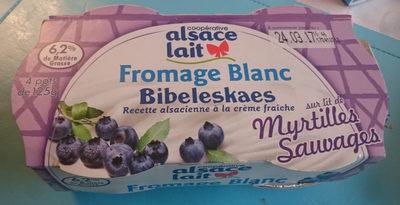 coopérative
alsace
lait
6,2%
de Matière
Grasse
4 pots
de 125g
24.03.17
Fromage Blanc
Bibeleskaes
Recette alsacienne à la crème fraîche
sur lit de
Myrtilles
Sauvages
alsace
lait
Fromage Blanc